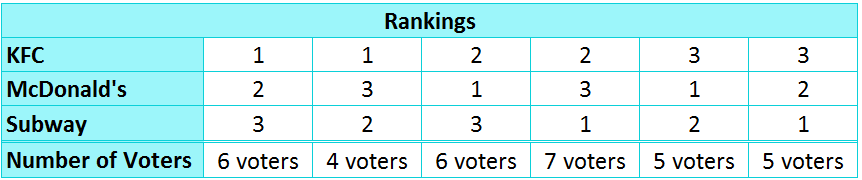 Rankings
KFC 1 1 2 2 3 3
McDonald's 2 3 1 3 1 2
Subway 3 2 3 1 2 1
Number of Voters 6 voters 4 voters 6 voters 7 voters 5 voters 5 voters